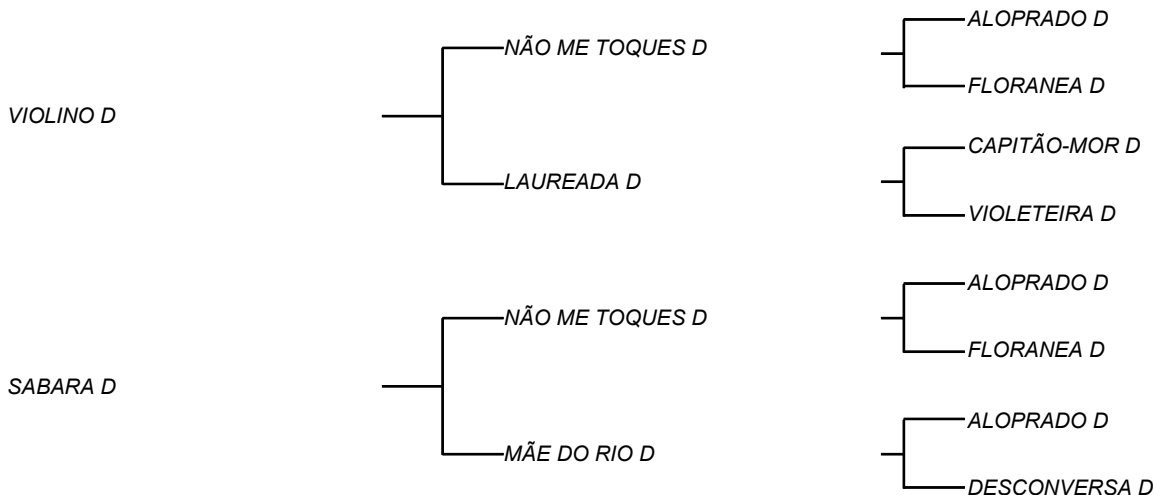 ALOPRADO D
NÃO ME TOQUES D
FLORANEA D
VIOLINO D
CAPITÃO-MOR D
LAUREADA D
VIOLETEIRA D
ALOPRADO D
NÃO ME TOQUES D
FLORANEA D
SABARA D
ALOPRADO D
MÃE DO RIO D
DESCONVERSA D